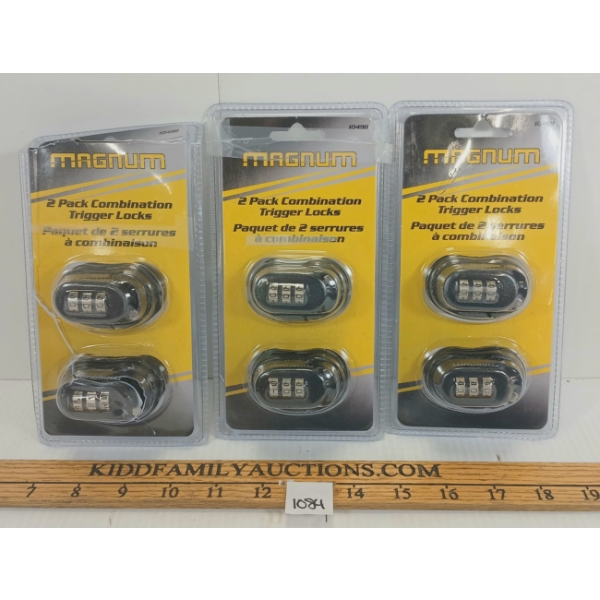 MAGNUM
2 Pack Combination
Trigger Locks
Paquet de 2 serrures
à combinaison
MAGNUM
2 Pack Combination
Trigger Locks
Paquet de 2 serrures
à combinaison
MAGNUM
2 Pack Combination
Trigger Locks
Paquet de 2 serrures
à combinaison
KIDDFAMILYAUCTIONS.COM
7 8 9 10 11 12 14 15 16 17 18 19
1084